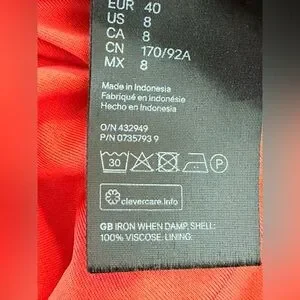 EUR 40
US 8
CA 8
CN 170/92A
MX 8
Made in Indonesia
Fabriqué en Indonésie
Hecho en Indonesia
O/N 432949
P/N 0735793 9
30 P
clevercare.info
GB IRON WHEN DAMP. SHELL:
100% VISCOSE. LINING: